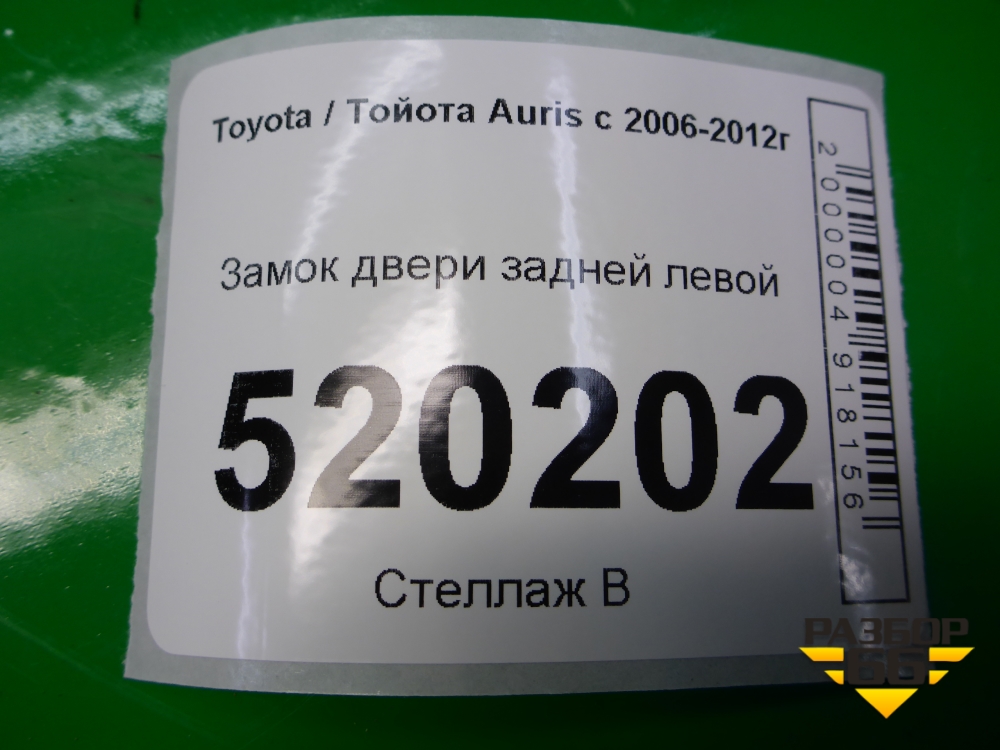 Toyota / Тойота Auris с 2006-2012г
Замок двери задней левой
520202
Стеллаж В
2000004918156
РАЗБОР
66